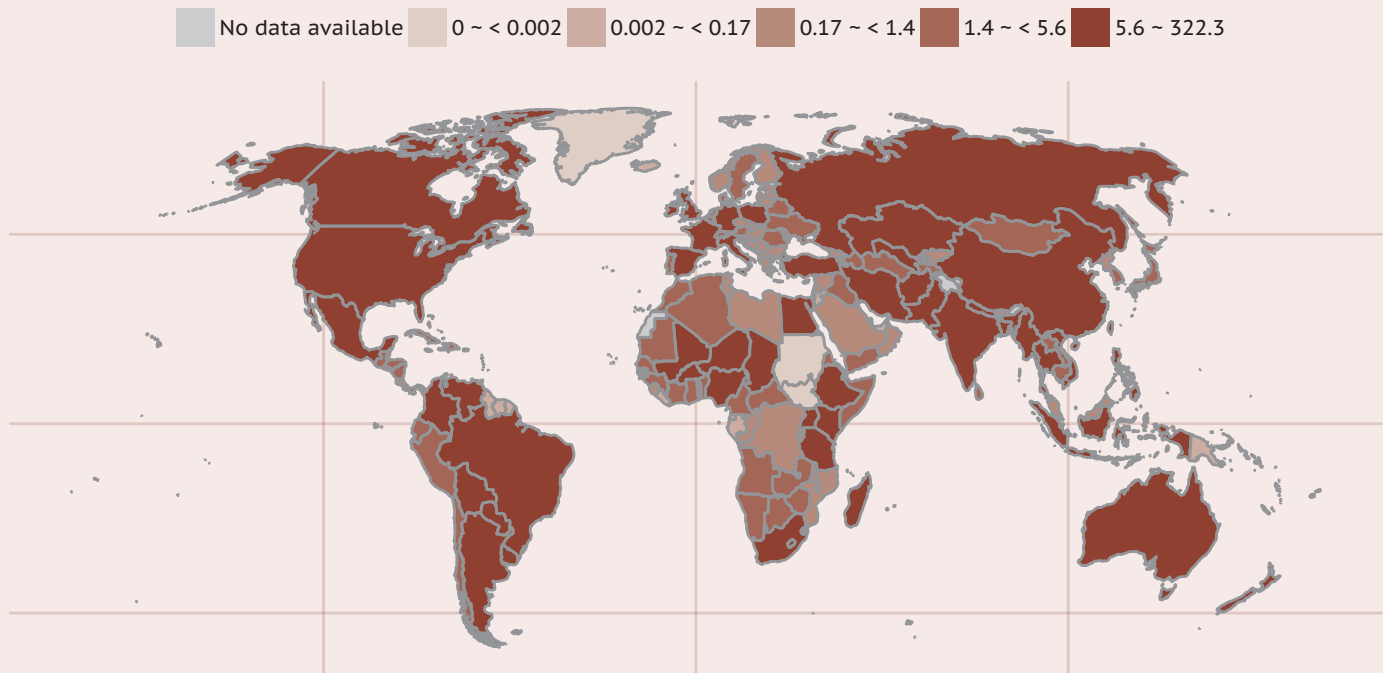 No data available 0 ~ < 0.002 0.002 ~ < 0.17 0.17 ~ < 1.4 1.4 ~ < 5.6 5.6 ~ 322.3